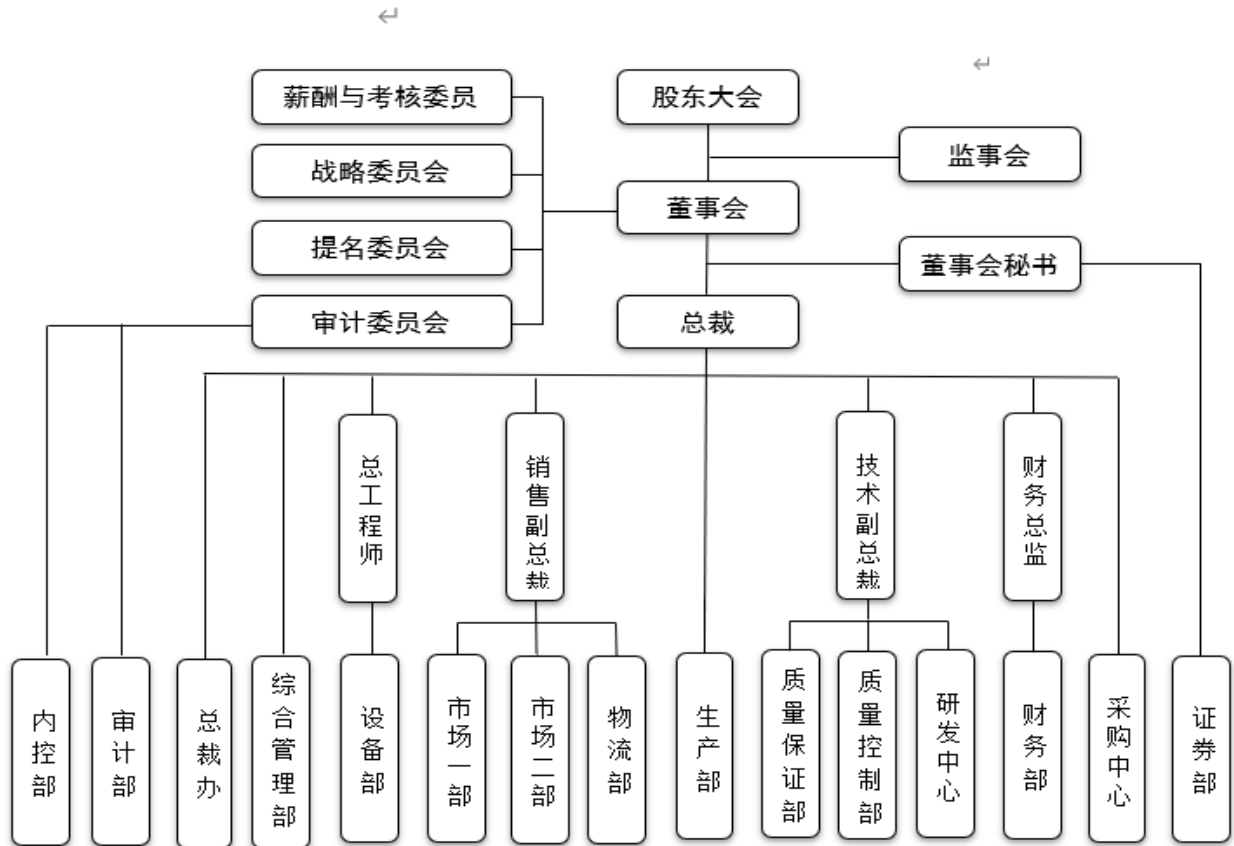 薪酬与考核委员
股东大会
监事会
战略委员会
董事会
提名委员会
董事会秘书
审计委员会
总裁
总工程师
销售副总裁
技术副总裁
财务总监
内控部
审计部
总裁办
综合管理部
设备部
市场一部
市场二部
物流部
生产部
质量保证部
质量控制部
研发中心
财务部
采购中心
证券部